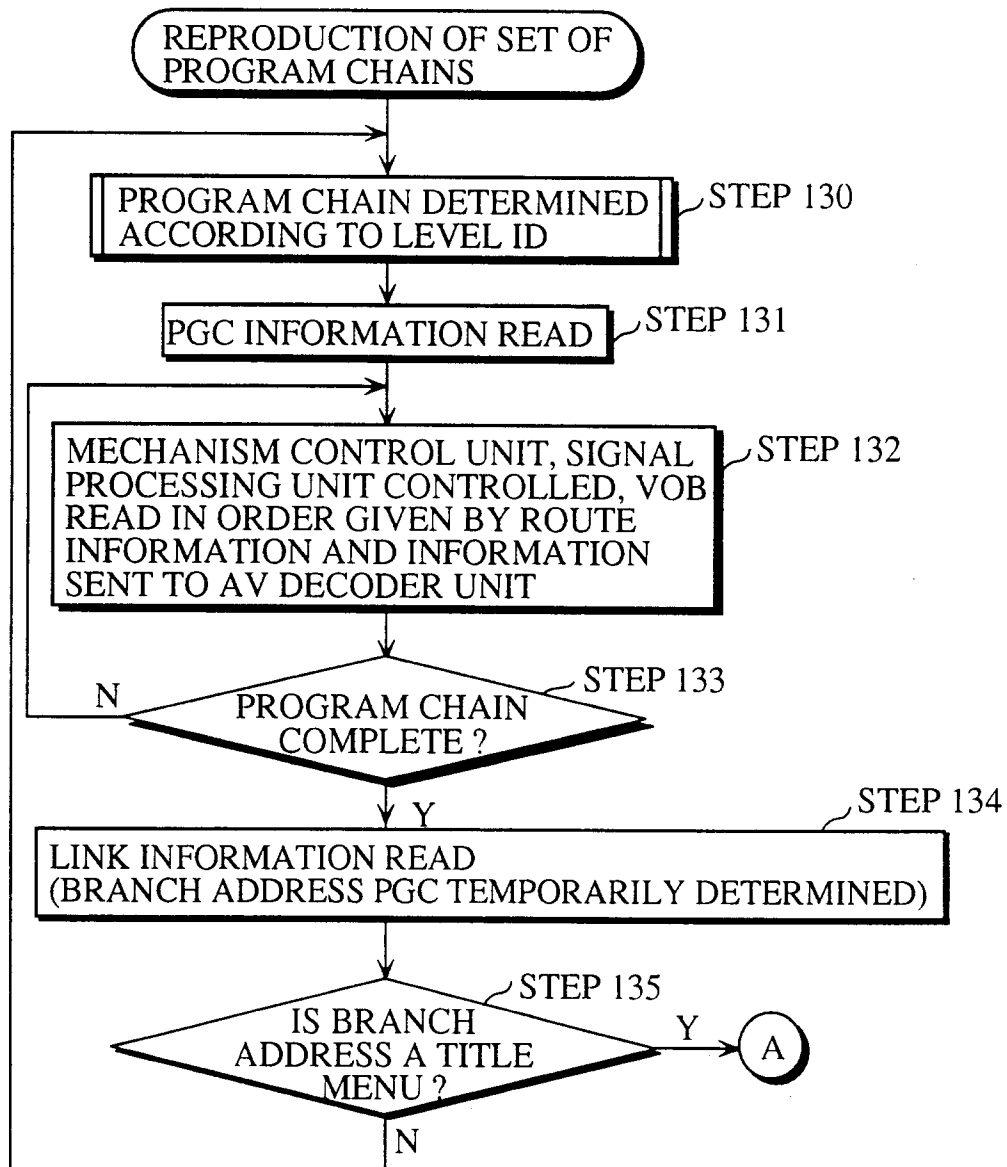 REPRODUCTION OF SET OF
PROGRAM CHAINS
STEP 130
PROGRAM CHAIN DETERMINED
ACCORDING TO LEVEL ID
STEP 131
PGC INFORMATION READ
STEP 132
MECHANISM CONTROL UNIT, SIGNAL
PROCESSING UNIT CONTROLLED, VOB
READ IN ORDER GIVEN BY ROUTE
INFORMATION AND INFORMATION
SENT TO AV DECODER UNIT
STEP 133
N
PROGRAM CHAIN
COMPLETE ?
Y
STEP 134
LINK INFORMATION READ
(BRANCH ADDRESS PGC TEMPORARILY DETERMINED)
STEP 135
IS BRANCH
ADDRESS A TITLE
MENU ?
Y
A
N